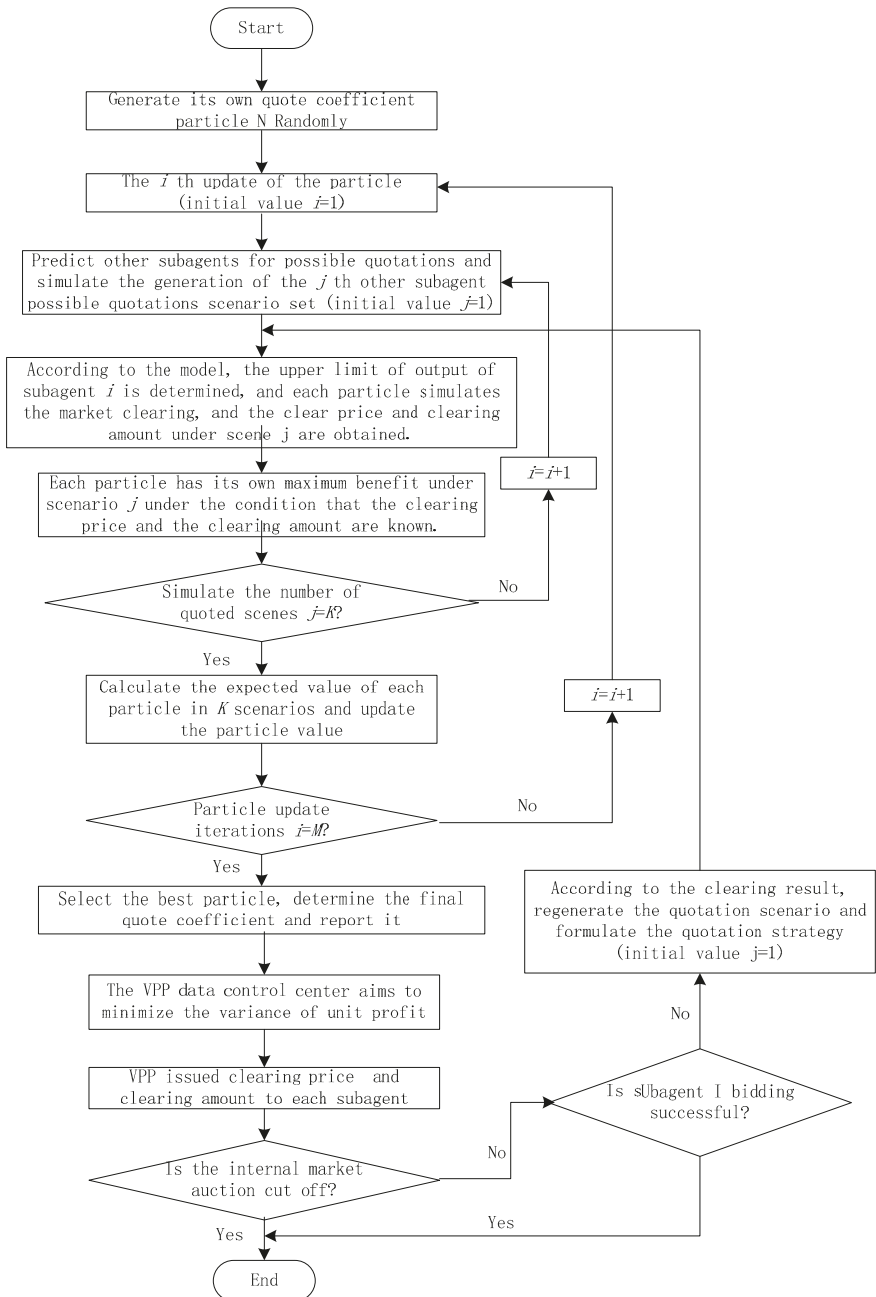 Start
Generate its own quote coefficient
particle N Randomly
The i th update of the particle
(initial value i=1)
Predict other subagents for possible quotations and
simulate the generation of the j th other subagent
possible quotations scenario set (initial value j=1)
According to the model, the upper limit of output of
subagent i is determined, and each particle simulates
the market clearing, and the clear price and clearing
amount under scene j are obtained.
i=i+1
Each particle has its own maximum benefit under
scenario j under the condition that the clearing
price and the clearing amount are known.
No
Simulate the number of
quoted scenes j=K?
Yes
Calculate the expected value of each
particle in K scenarios and update
the particle value
i=i+1
Particle update
iterations i=M?
No
Yes
Select the best particle, determine the final
quote coefficient and report it
According to the clearing result,
regenerate the quotation scenario and
formulate the quotation strategy
(initial value j=1)
The VPP data control center aims to
minimize the variance of unit profit
No
VPP issued clearing price and
clearing amount to each subagent
Is sUbagent I bidding
successful?
No
Is the internal market
auction cut off?
Yes
Yes
End